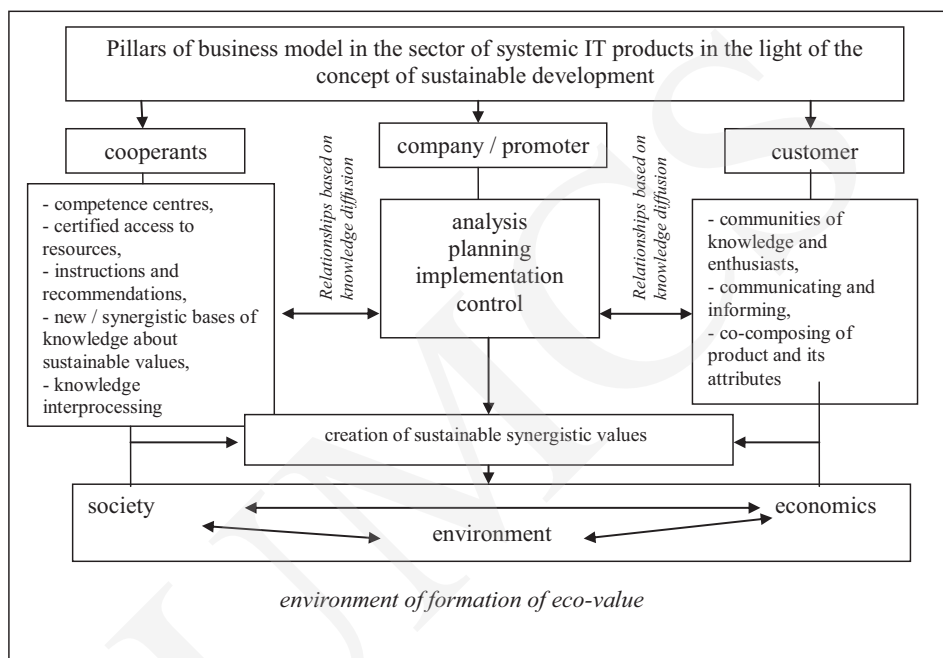 Pillars of business model in the sector of systemic IT products in the light of the
concept of sustainable development
cooperants
company / promoter
customer
- competence centres,
- certified access to
resources,
- instructions and
recommendations,
- new / synergistic bases of
knowledge about
sustainable values,
- knowledge
interprocessing
Relationships based on
knowledge diffusion
analysis
planning
implementation
control
Relationships based on
knowledge diffusion
- communities of
knowledge and
enthusiasts,
- communicating and
informing,
- co-composing of
product and its
attributes
creation of sustainable synergistic values
society
economics
environment
environment of formation of eco-value
UMCS